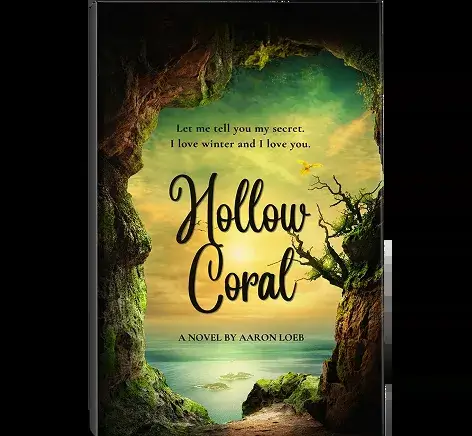 Let me tell you my secret.
I love winter and I love you.
Hollow
Coral
A NOVEL BY AARON LOEB